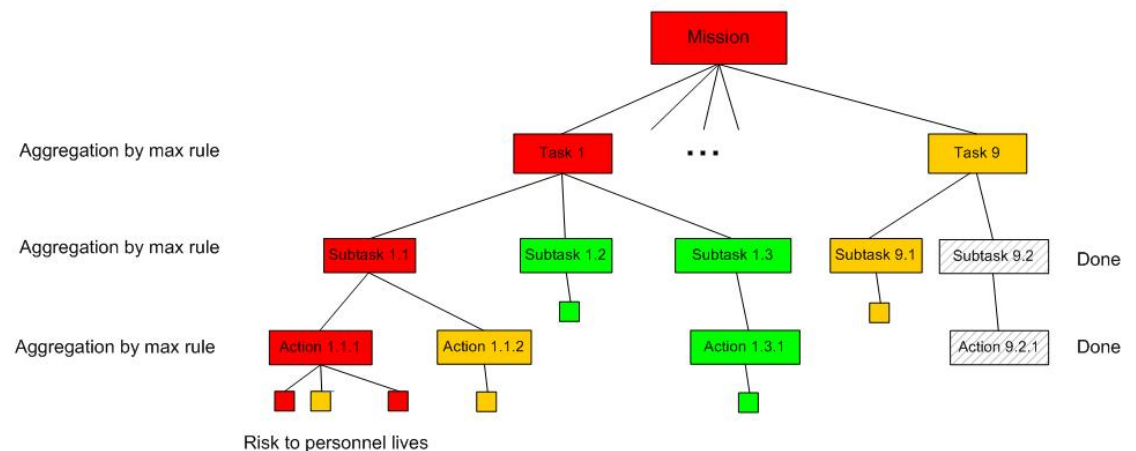 Mission
Aggregation by max rule
Task 1
...
Task 9
Aggregation by max rule
Subtask 1.1
Subtask 1.2
Subtask 1.3
Subtask 9.1
Subtask 9.2
Done
Aggregation by max rule
Action 1.1.1
Action 1.1.2
Action 1.3.1
Action 9.2.1
Done
Risk to personnel lives